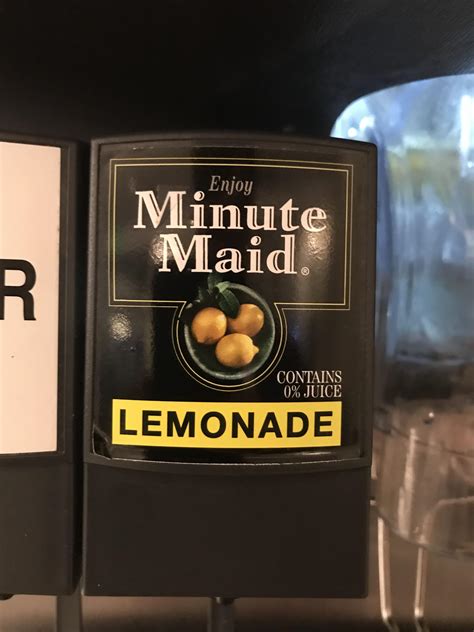 Enjoy
Minute
Maid®
CONTAINS
0% JUICE
LEMONADE
R